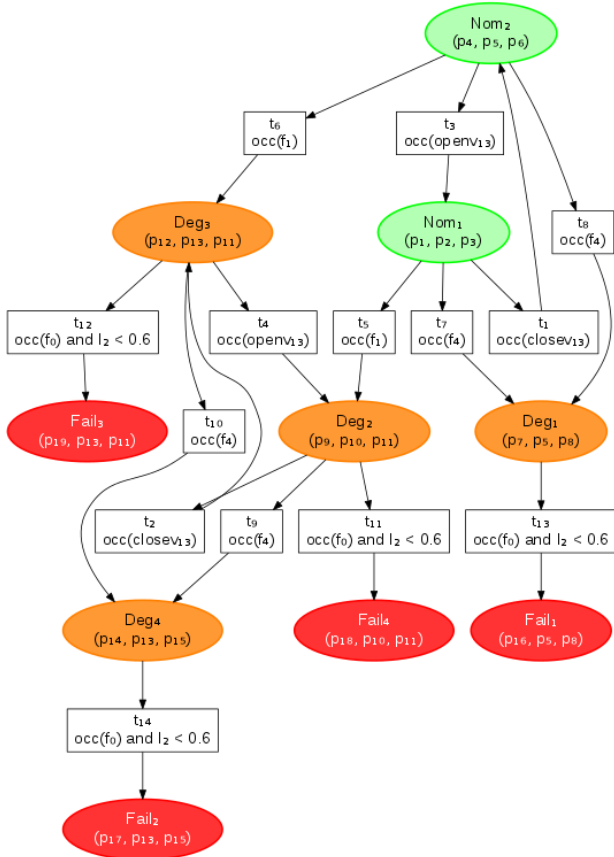 Nom₂
(p₄, p₅, p₆)
t₆
occ(f₁)
t₃
occ(openv₁₃)
Deg₃
(p₁₂, p₁₃, p₁₁)
Nom₁
(p₁, p₂, p₃)
t₈
occ(f₄)
t₁₂
occ(f₀) and l₂ < 0.6
t₄
occ(openv₁₃)
t₅
occ(f₁)
t₇
occ(f₄)
t₁
occ(closev₁₃)
Fail₃
(p₁₉, p₁₃, p₁₁)
t₁₀
occ(f₄)
Deg₂
(p₉, p₁₀, p₁₁)
Deg₁
(p₇, p₅, p₈)
t₂
occ(closev₁₃)
t₉
occ(f₄)
t₁₁
occ(f₀) and l₂ < 0.6
t₁₃
occ(f₀) and l₂ < 0.6
Deg₄
(p₁₄, p₁₃, p₁₅)
Fail₄
(p₁₈, p₁₀, p₁₁)
Fail₁
(p₁₆, p₅, p₈)
t₁₄
occ(f₀) and l₂ < 0.6
Fail₂
(p₁₇, p₁₃, p₁₅)